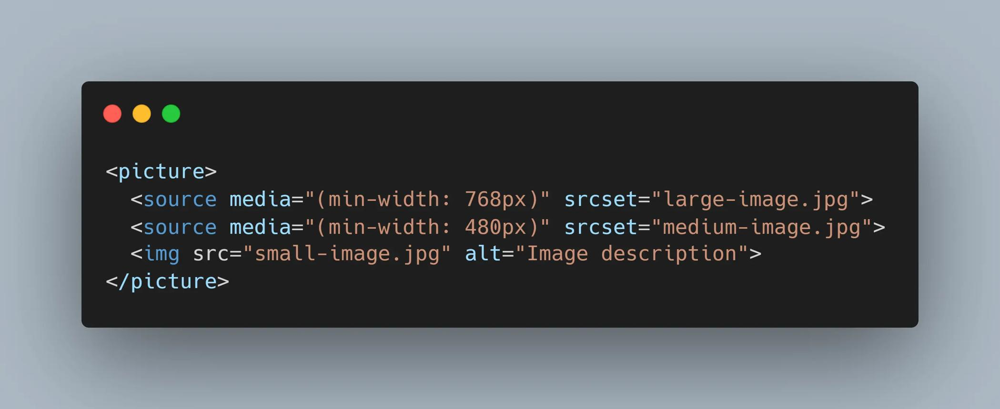 <picture>
  <source media="(min-width: 768px)" srcset="large-image.jpg">
  <source media="(min-width: 480px)" srcset="medium-image.jpg">
  <img src="small-image.jpg" alt="Image description">
</picture>